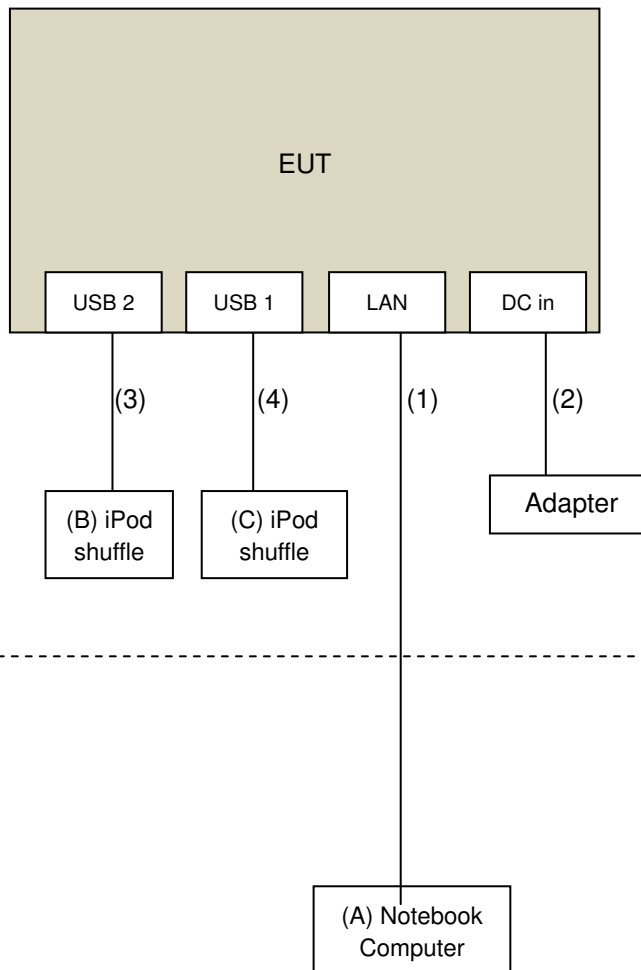 EUT
USB 2
USB 1
LAN
DC in
(3)
(4)
(1)
(2)
(B) iPod
shuffle
(C) iPod
shuffle
Adapter
(A) Notebook
Computer